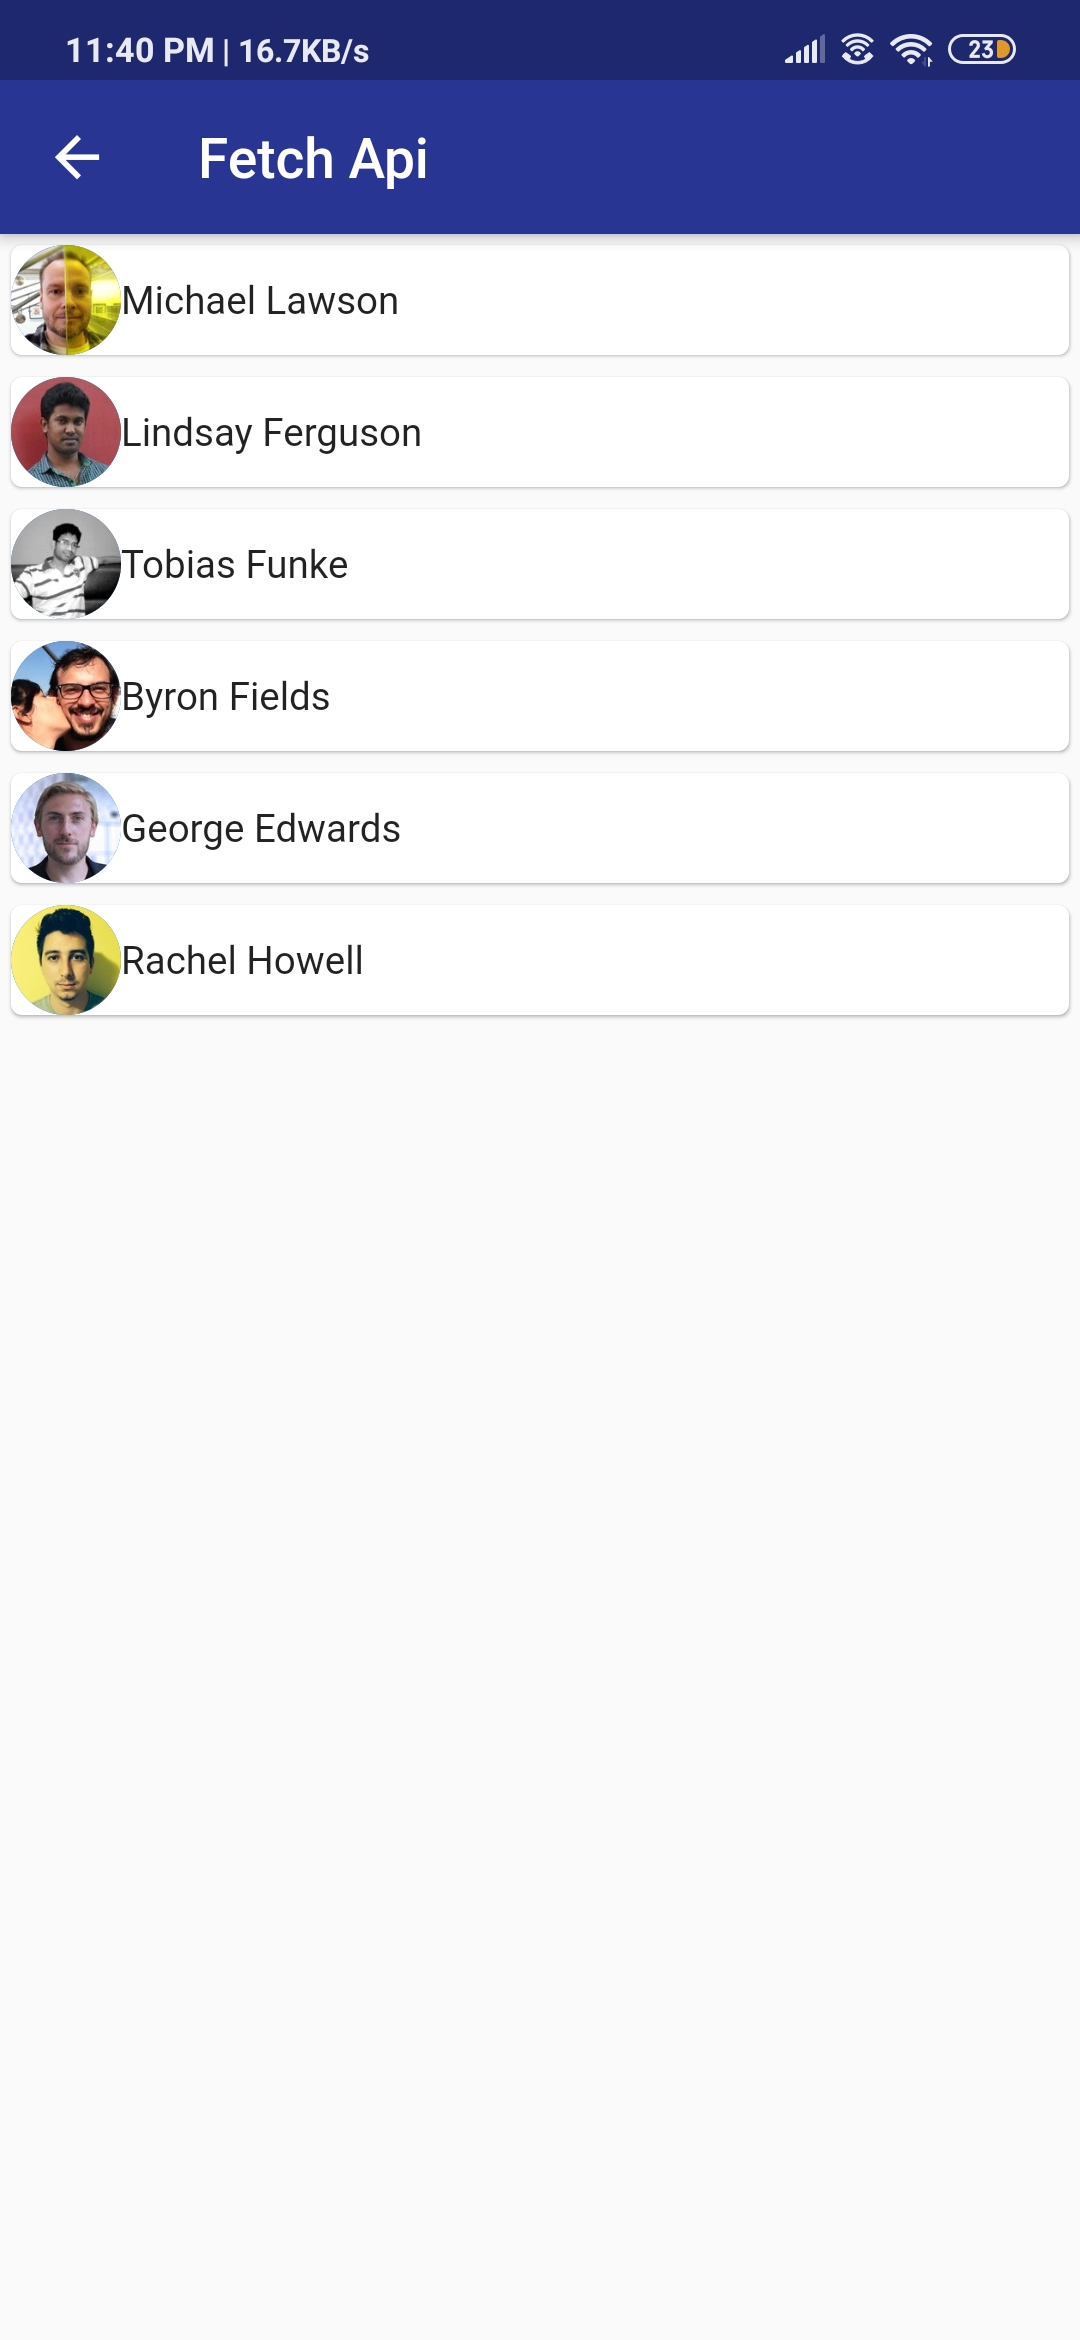 11:40 PM | 16.7KB/s 23
Fetch Api
Michael Lawson
Lindsay Ferguson
Tobias Funke
Byron Fields
George Edwards
Rachel Howell